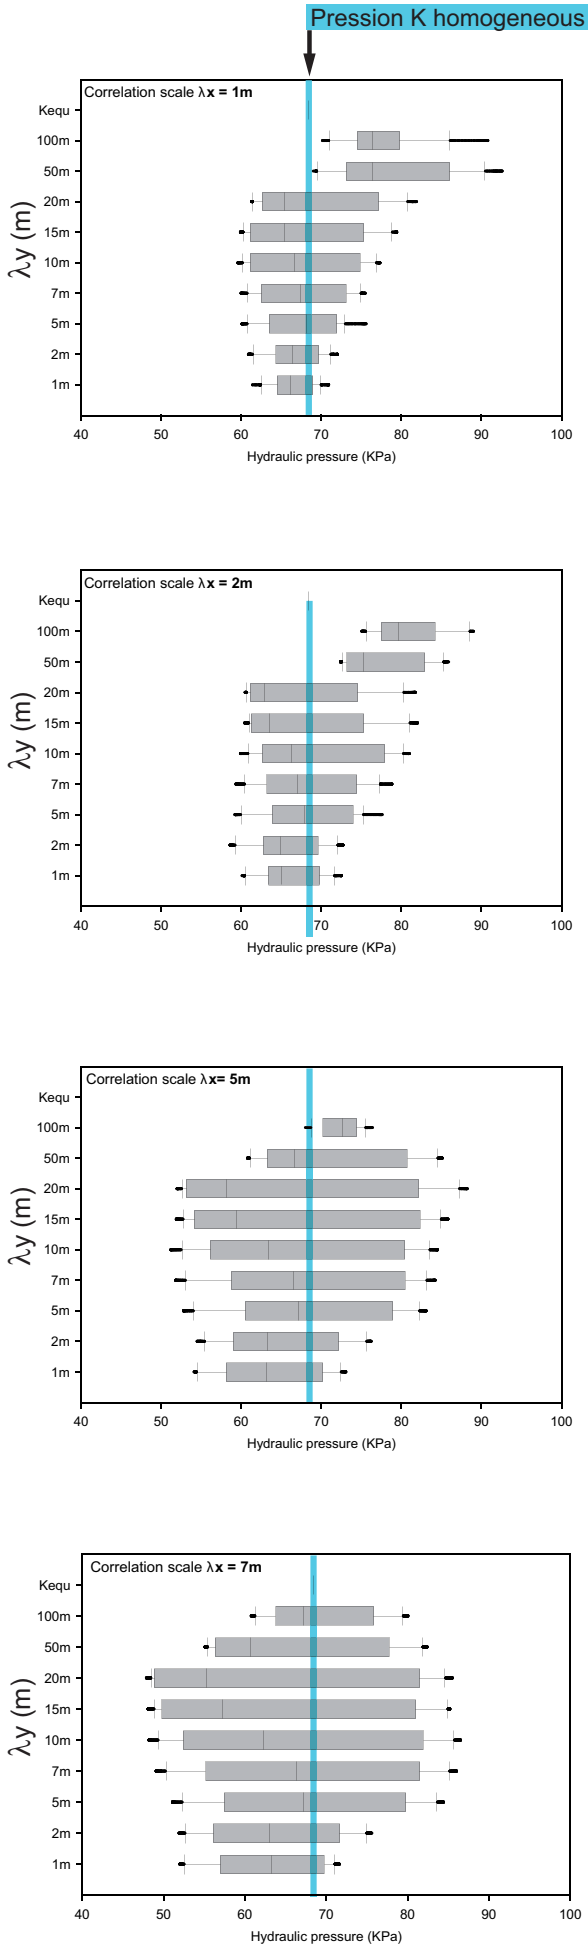 Pression K homogeneous
Correlation scale λx = 1m
Kequ
100m
50m
20m
15m
10m
7m
5m
2m
1m
λy (m)
40 50 60 70 80 90 100
Hydraulic pressure (KPa)
Correlation scale λx = 2m
Kequ
100m
50m
20m
15m
10m
7m
5m
2m
1m
λy (m)
40 50 60 70 80 90 100
Hydraulic pressure (KPa)
Correlation scale λx= 5m
Kequ
100m
50m
20m
15m
10m
7m
5m
2m
1m
λy (m)
40 50 60 70 80 90 100
Hydraulic pressure (KPa)
Correlation scale λx = 7m
Kequ
100m
50m
20m
15m
10m
7m
5m
2m
1m
λy (m)
40 50 60 70 80 90 100
Hydraulic pressure (KPa)